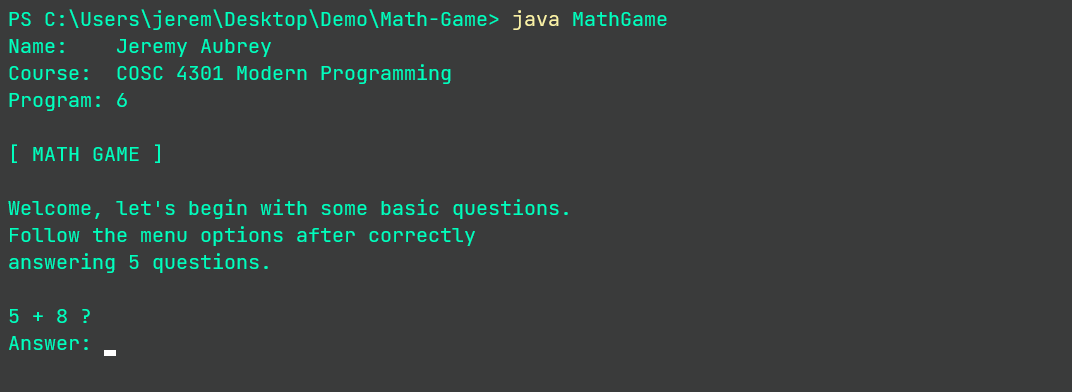 PS C:\Users\jerem\Desktop\Demo\Math-Game> java MathGame
Name:    Jeremy Aubrey
Course:  COSC 4301 Modern Programming
Program: 6
[ MATH GAME ]
Welcome, let's begin with some basic questions.
Follow the menu options after correctly
answering 5 questions.
5 + 8 ?
Answer: